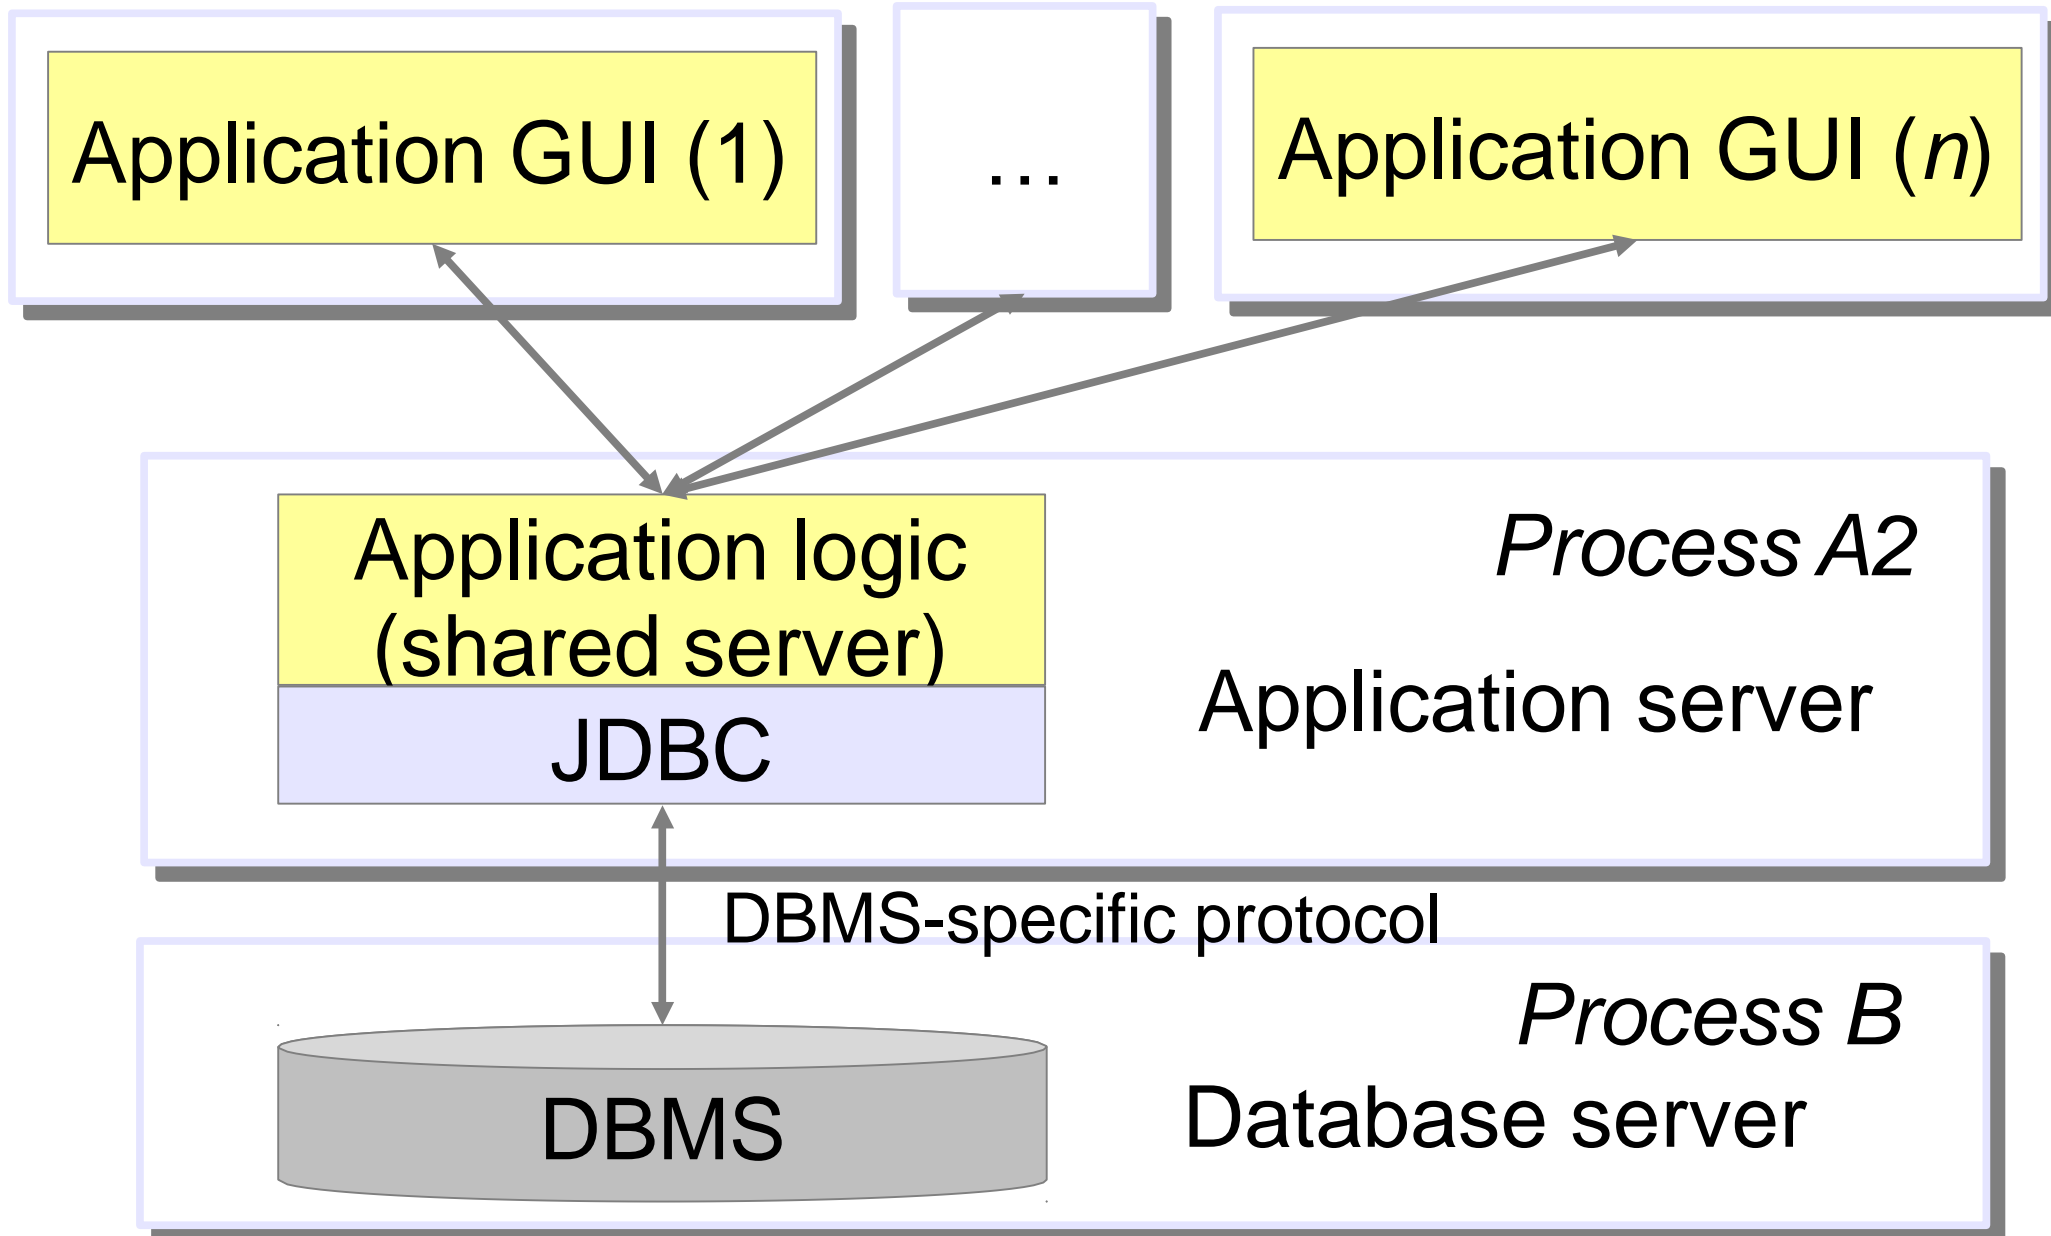 Application GUI (1)
…
Application GUI (n)
Application logic
(shared server)
JDBC
Process A2
Application server
DBMS-specific protocol
Process B
Database server
DBMS